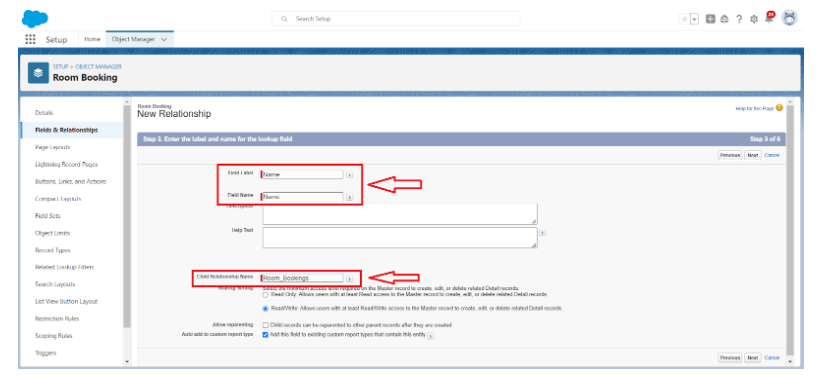 Search Setup
Setup Home Object Manager
SETUP > OBJECT MANAGER
Room Booking
Details
Fields & Relationships
Page Layouts
Lightning Record Pages
Buttons, Links, and Actions
Compact Layouts
Field Sets
Object Limits
Record Types
Related Lookup Filters
Search Layouts
List View Button Layout
Restriction Rules
Scoping Rules
Triggers
Room Booking
New Relationship
Help for this Page
Step 3. Enter the label and name for the lookup field Step 3 of 6
Previous Next Cancel
Field Label Name i
Field Name Name i
Description
Help Text i
Child Relationship Name Room_Bookings i
Sharing Setting Select the minimum access level required on the Master record to create, edit, or delete related Detail records:
Read Only: Allows users with at least Read access to the Master record to create, edit, or delete related Detail records.
Read/Write: Allows users with at least Read/Write access to the Master record to create, edit, or delete related Detail records.
Allow reparenting Child records can be reparented to other parent records after they are created
Auto add to custom report type Add this field to existing custom report types that contain this entity i
Previous Next Cancel